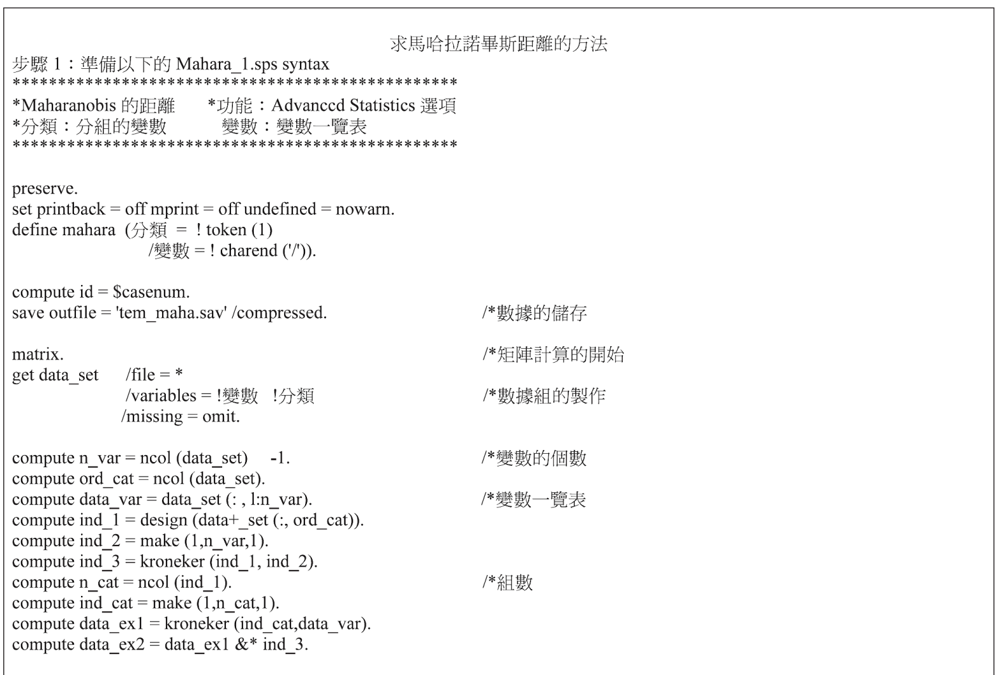 求馬哈拉諾畢斯距離的方法
步驟 1：準備以下的 Mahara_1.sps syntax
*************************************************
*Maharanobis 的距離 *功能：Advanccd Statistics 選項
*分類：分組的變數 變數：變數一覽表
*************************************************
preserve.
set printback = off mprint = off undefined = nowarn.
define mahara (分類 = ! token (1)
/變數 = ! charend ('/')).
compute id = $casenum.
save outfile = 'tem_maha.sav' /compressed. /*數據的儲存
matrix. /*矩陣計算的開始
get data_set /file = *
/variables = !變數 !分類 /*數據組的製作
/missing = omit.
compute n_var = ncol (data_set) -1. /*變數的個數
compute ord_cat = ncol (data_set).
compute data_var = data_set (: , l:n_var). /*變數一覽表
compute ind_1 = design (data+_set (:, ord_cat)).
compute ind_2 = make (1,n_var,1).
compute ind_3 = kroneker (ind_1, ind_2).
compute n_cat = ncol (ind_1). /*組數
compute ind_cat = make (1,n_cat,1).
compute data_ex1 = kroneker (ind_cat,data_var).
compute data_ex2 = data_ex1 &* ind_3.